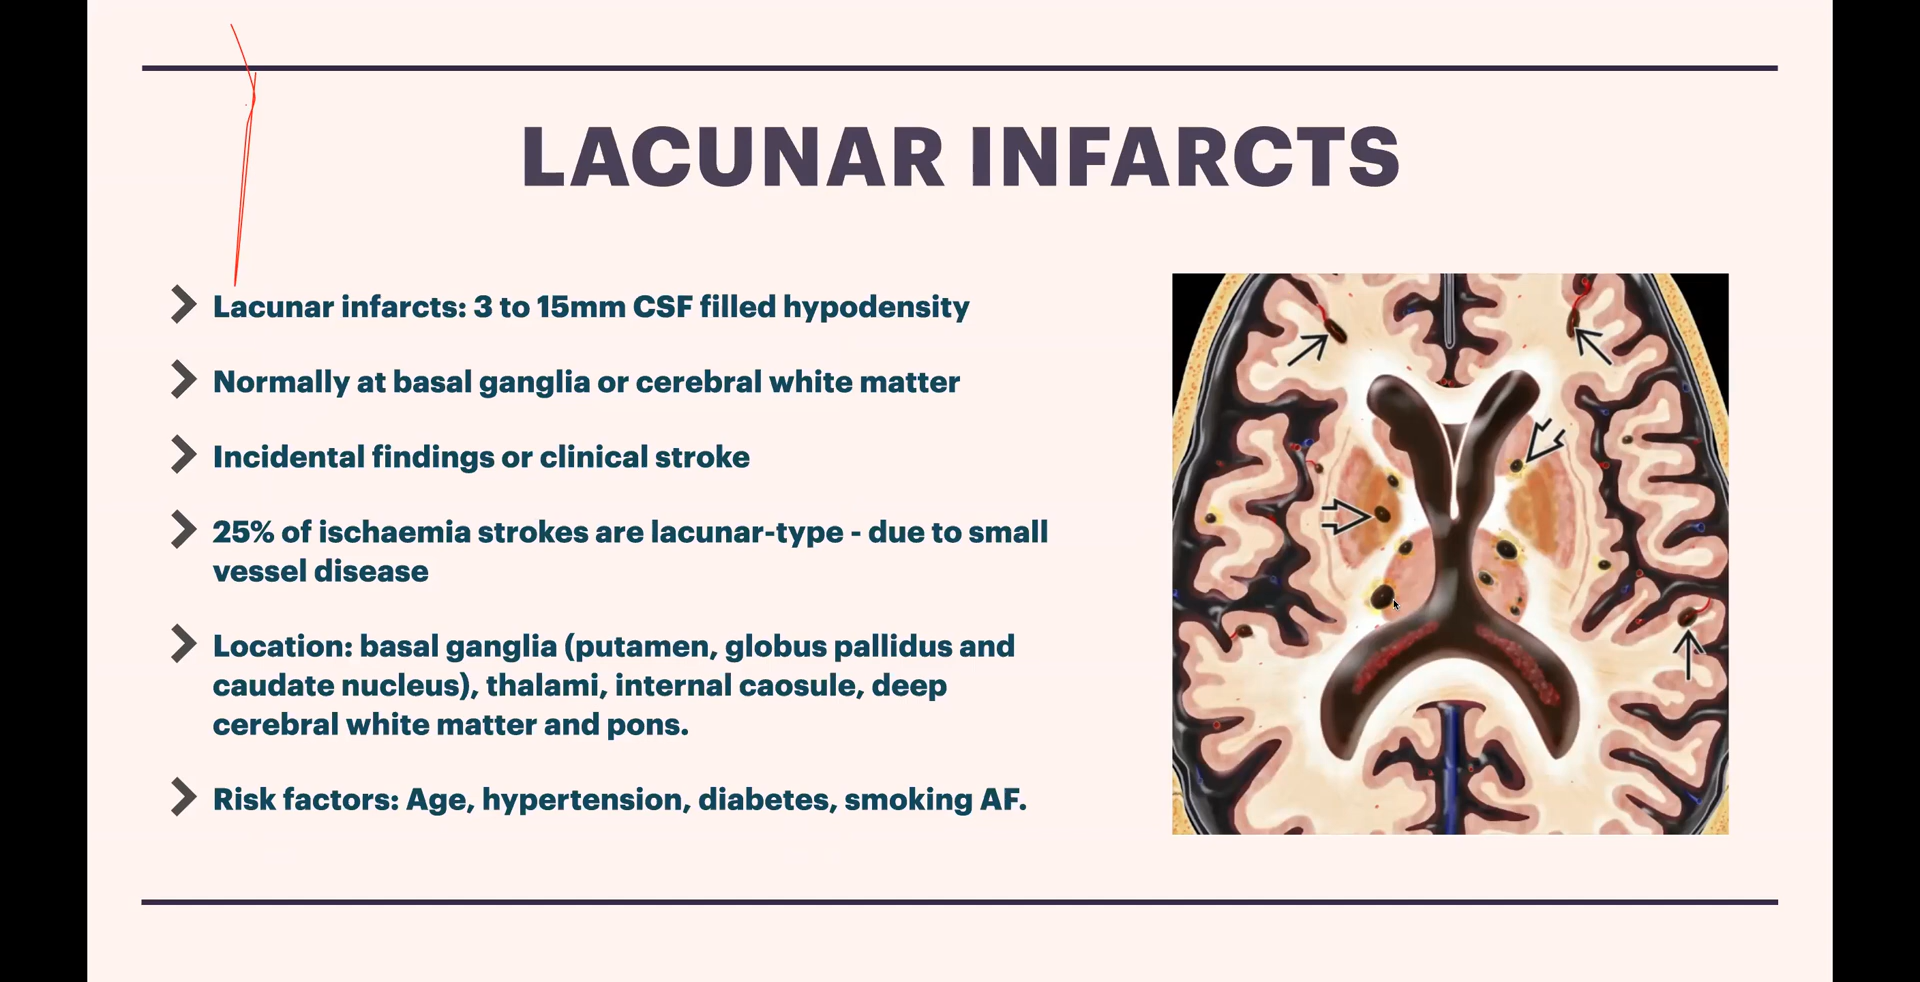 LACUNAR INFARCTS
Lacunar infarcts: 3 to 15mm CSF filled hypodensity
Normally at basal ganglia or cerebral white matter
Incidental findings or clinical stroke
25% of ischaemia strokes are lacunar-type - due to small
vessel disease
Location: basal ganglia (putamen, globus pallidus and
caudate nucleus), thalami, internal caosule, deep
cerebral white matter and pons.
Risk factors: Age, hypertension, diabetes, smoking AF.